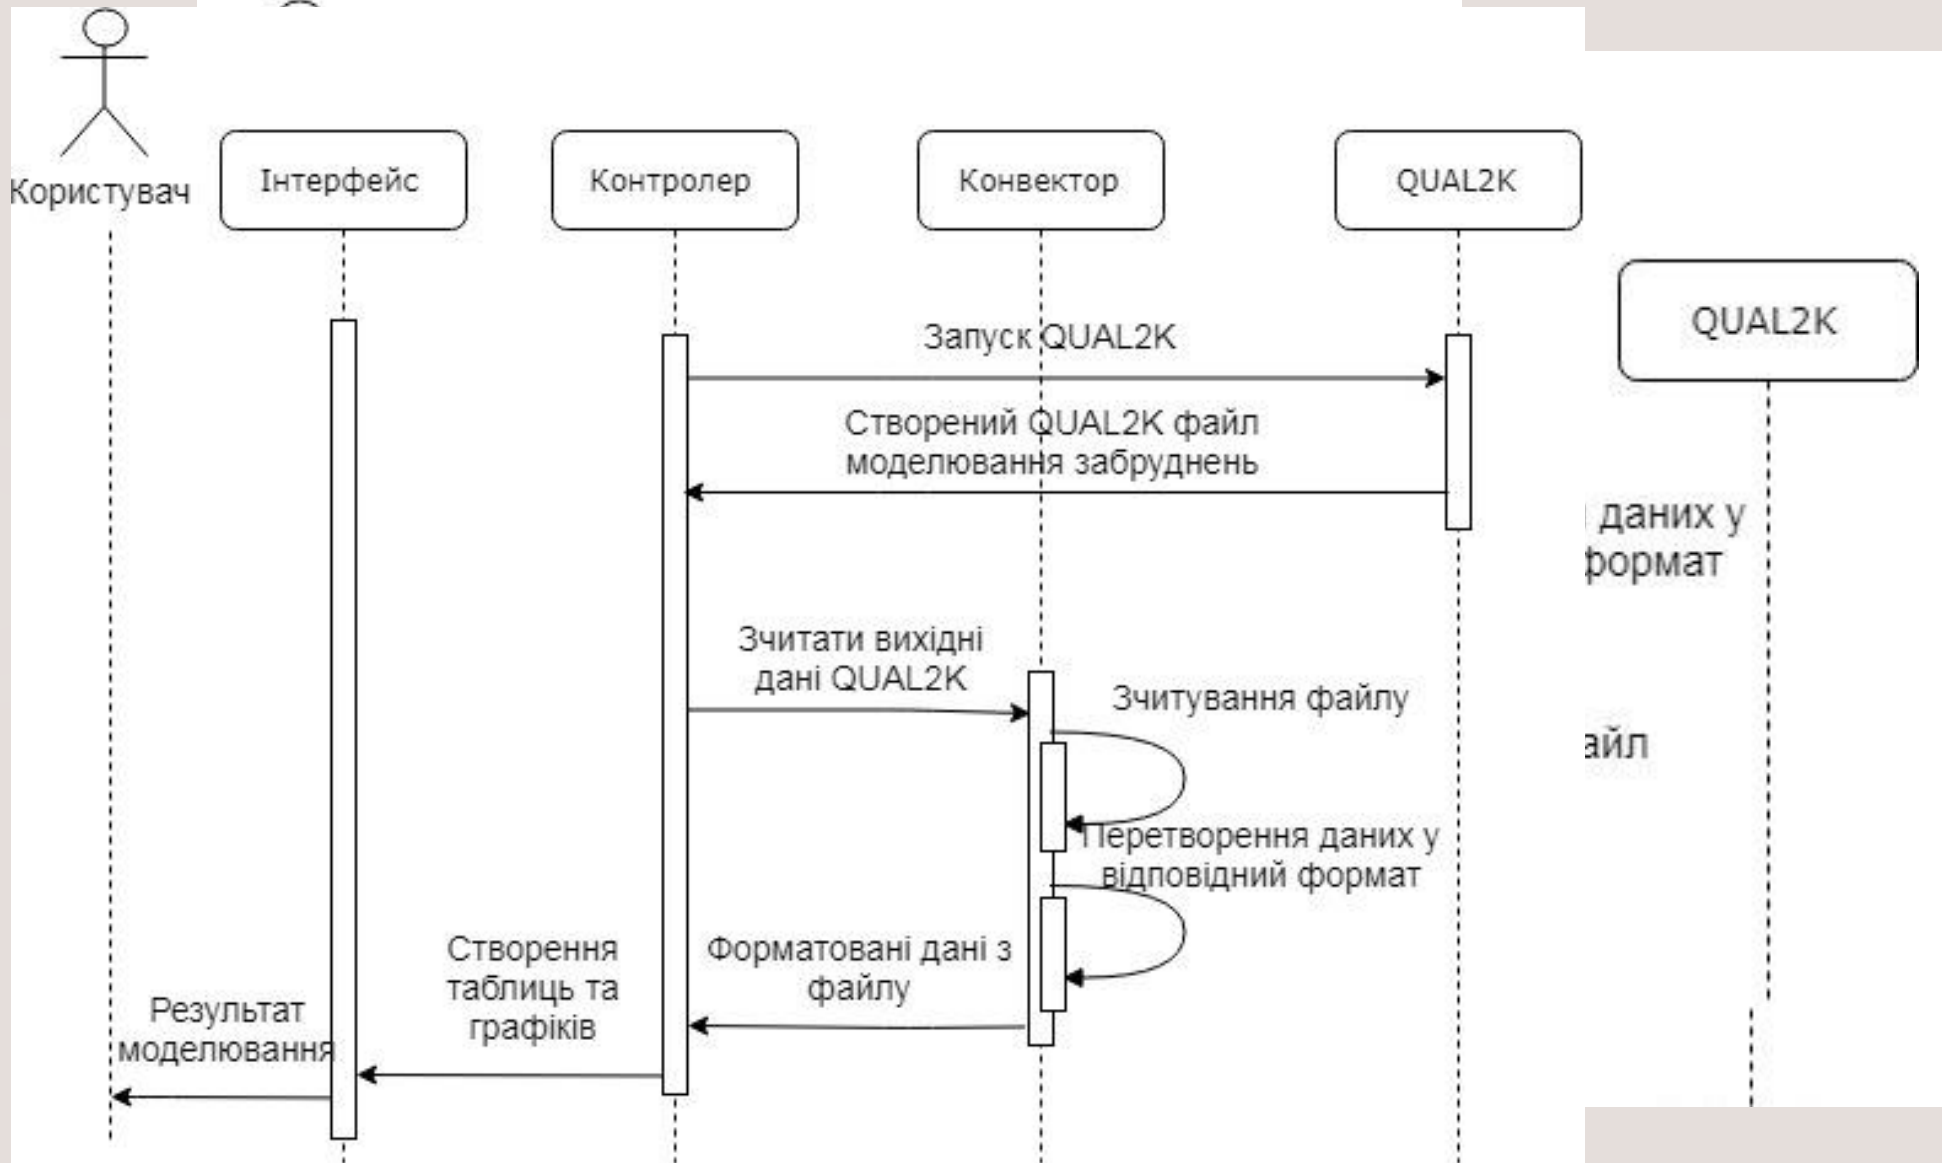 Користувач
Інтерфейс
Контролер
Конвектор
QUAL2K
QUAL2K
Запуск QUAL2K
Створений QUAL2K файл
моделювання забруднень
даних у
формат
Зчитати вихідні
дані QUAL2K
Зчитування файлу
айл
Перетворення даних у
відповідний формат
Створення
таблиць та
графіків
Форматовані дані з
файлу
Результат
моделювання